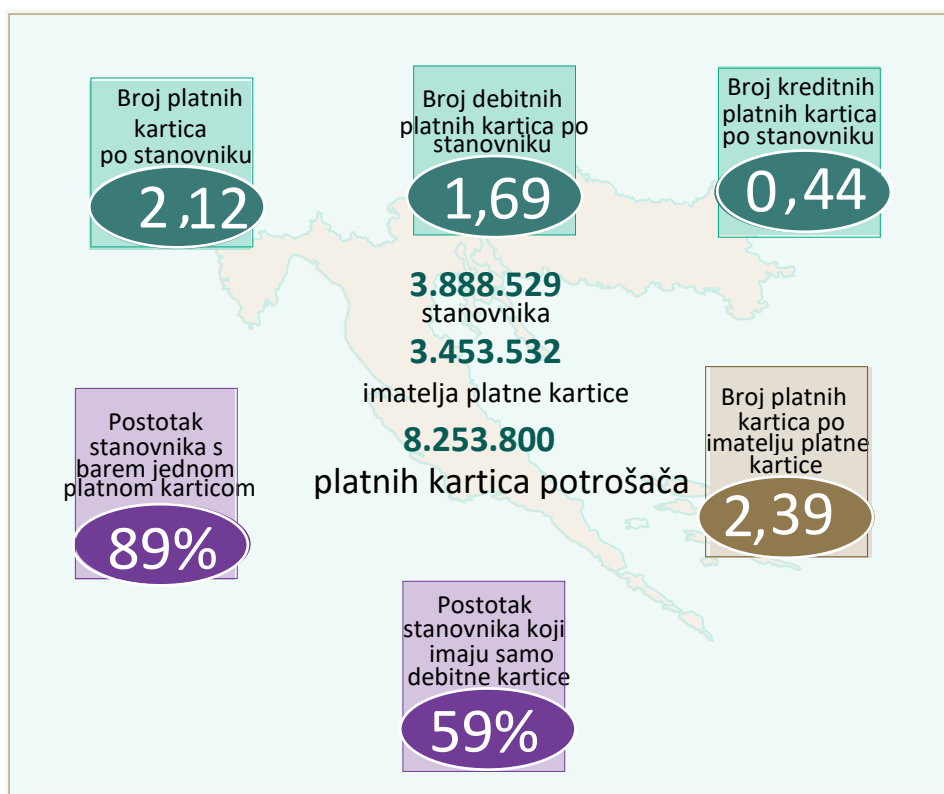 Broj platnih
kartica
po stanovniku
2,12
Broj debitnih
platnih kartica po
stanovniku
1,69
Broj kreditnih
platnih kartica
po stanovniku
0,44
3.888.529
stanovnika
3.453.532
imatelja platne kartice
8.253.800
platnih kartica potrošača
Postotak
stanovnika s
barem jednom
platnom karticom
89%
Broj platnih
kartica po
imatelju platne
kartice
2,39
Postotak
stanovnika koji
imaju samo
debitne kartice
59%